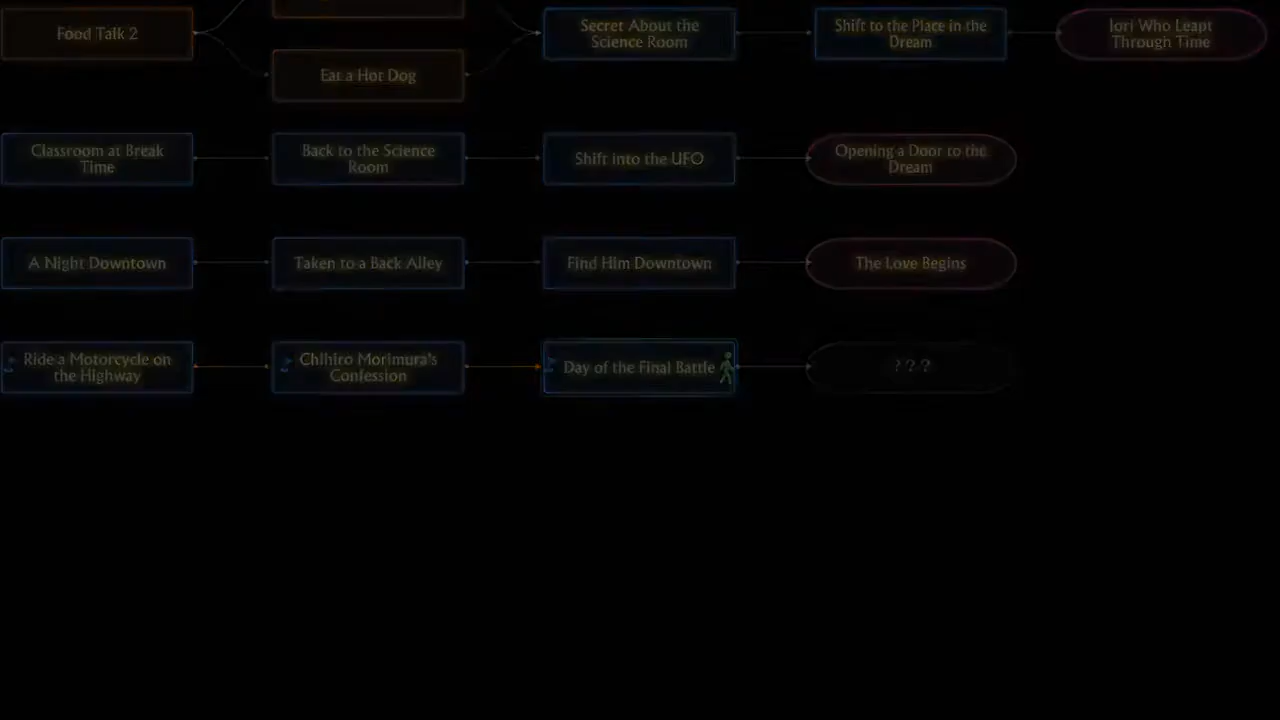 Food Talk 2
Secret About the
Science Room
Shift to the Place in the
Dream
Iori Who Leapt
Through Time
Eat a Hot Dog
Classroom at Break
Time
Back to the Science
Room
Shift into the UFO
Opening a Door to the
Dream
A Night Downtown
Taken to a Back Alley
Find Him Downtown
The Love Begins
Ride a Motorcycle on
the Highway
Chihiro Morimura's
Confession
Day of the Final Battle
? ? ?